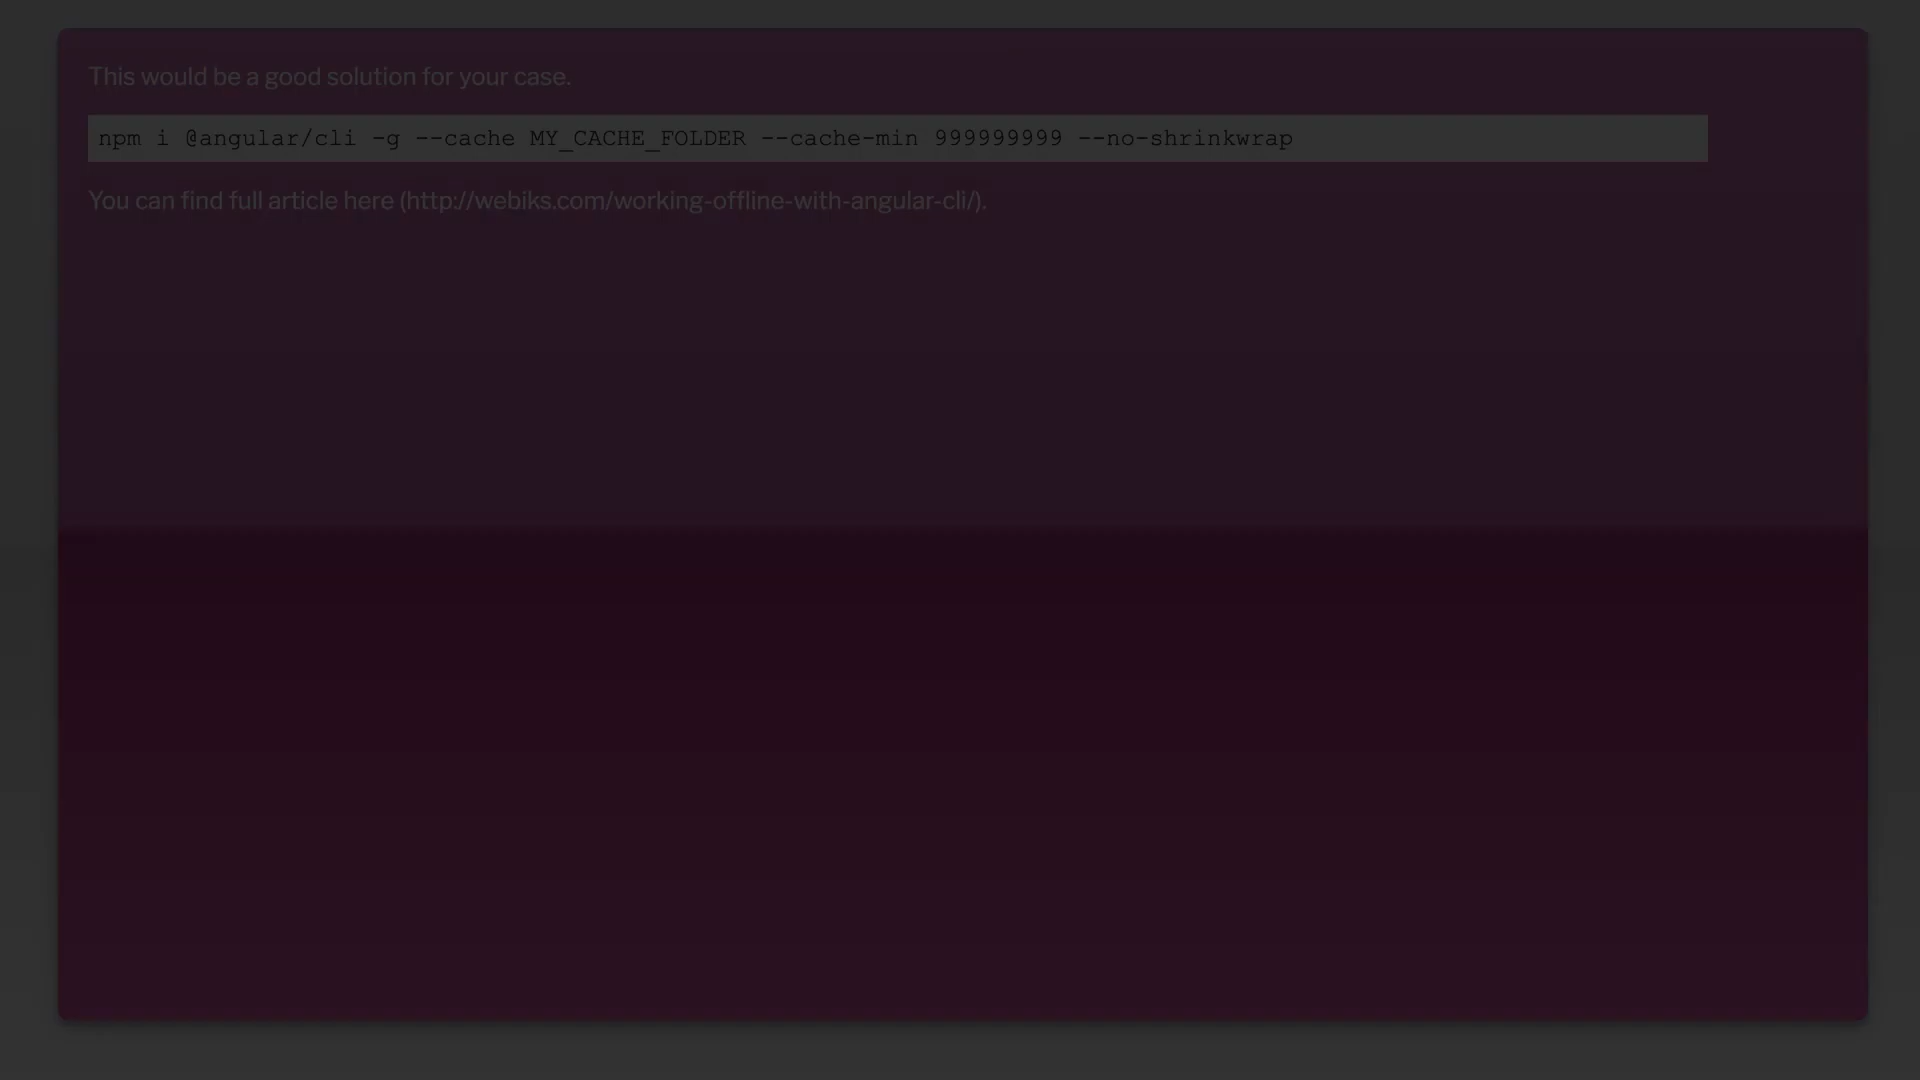 This would be a good solution for your case.
npm i @angular/cli -g --cache MY_CACHE_FOLDER --cache-min 999999999 --no-shrinkwrap
You can find full article here (http://webiks.com/working-offline-with-angular-cli/).